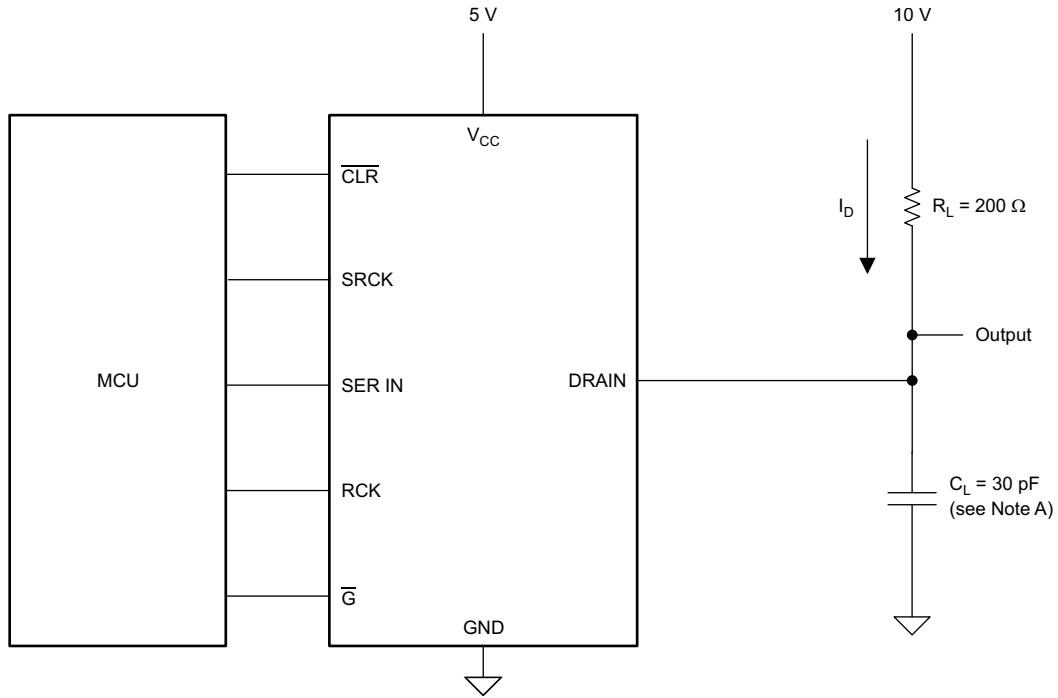 5 V
10 V
V_CC
C̅L̅R̅
SRCK
I_D
R_L = 200 Ω
Output
MCU
SER IN
DRAIN
RCK
C_L = 30 pF
(see Note A)
G̅
GND